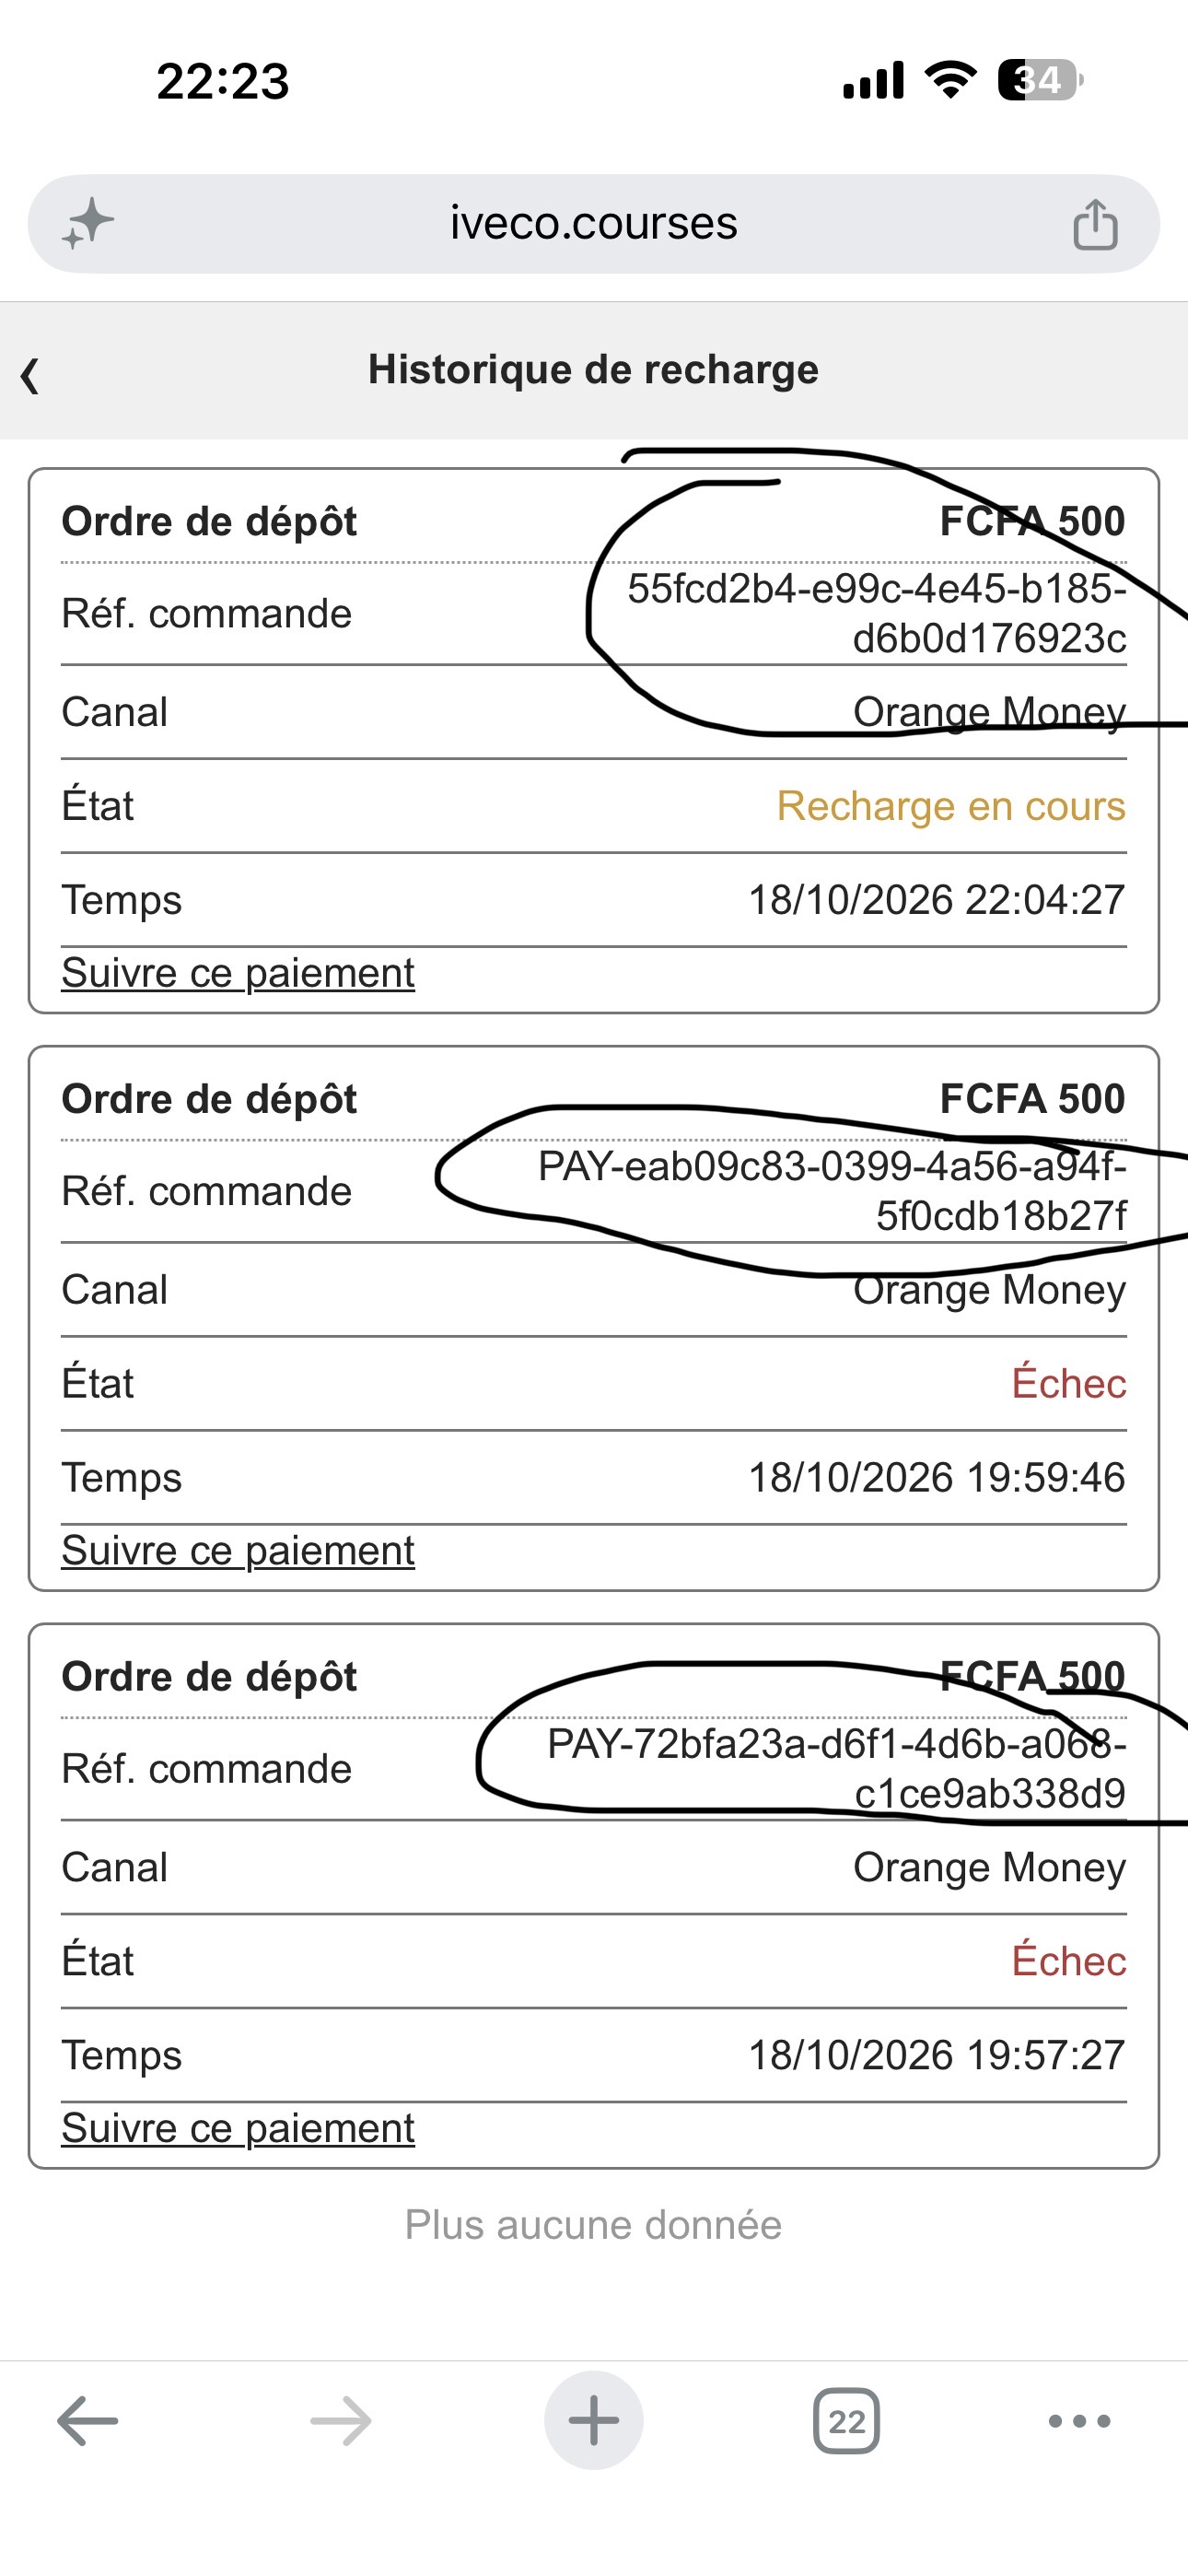 22:23
34
iveco.courses
Historique de recharge
Ordre de dépôt FCFA 500
Réf. commande 55fcd2b4-e99c-4e45-b185-
d6b0d176923c
Canal Orange Money
État Recharge en cours
Temps 18/10/2026 22:04:27
Suivre ce paiement
Ordre de dépôt FCFA 500
Réf. commande PAY-eab09c83-0399-4a56-a94f-
5f0cdb18b27f
Canal Orange Money
État Échec
Temps 18/10/2026 19:59:46
Suivre ce paiement
Ordre de dépôt FCFA 500
Réf. commande PAY-72bfa23a-d6f1-4d6b-a068-
c1ce9ab338d9
Canal Orange Money
État Échec
Temps 18/10/2026 19:57:27
Suivre ce paiement
Plus aucune donnée
22